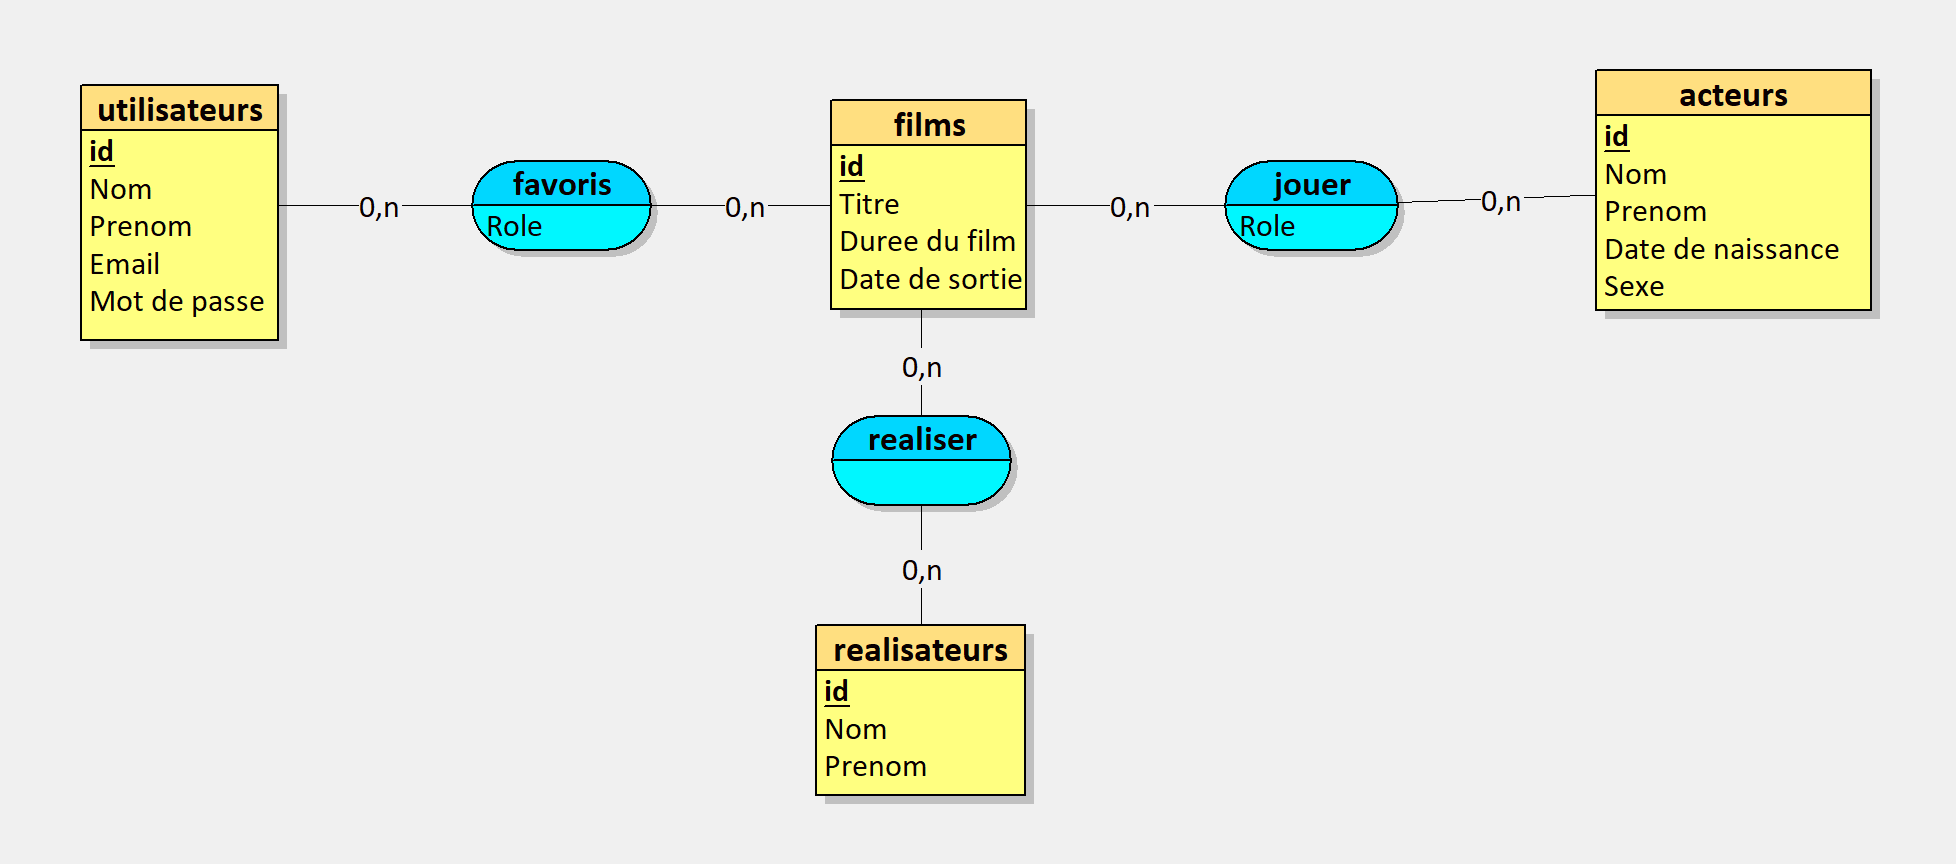 utilisateurs
id
Nom
Prenom
Email
Mot de passe
0,n
favoris
Role
0,n
films
id
Titre
Duree du film
Date de sortie
0,n
jouer
Role
0,n
acteurs
id
Nom
Prenom
Date de naissance
Sexe
0,n
realiser
0,n
realisateurs
id
Nom
Prenom